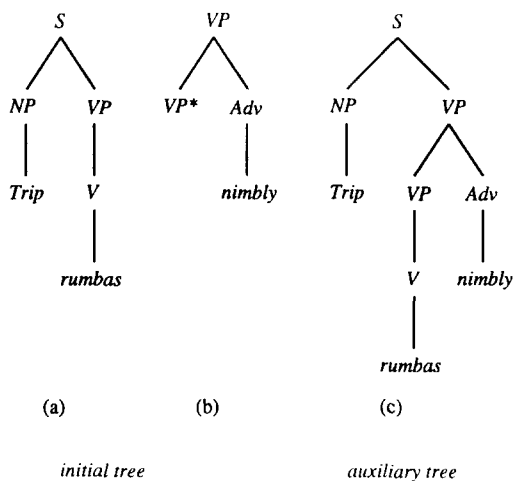 S VP S
NP VP VP* Adv NP VP
Trip V nimbly Trip VP Adv
rumbas V nimbly
rumbas
(a) (b) (c)
initial tree auxiliary tree